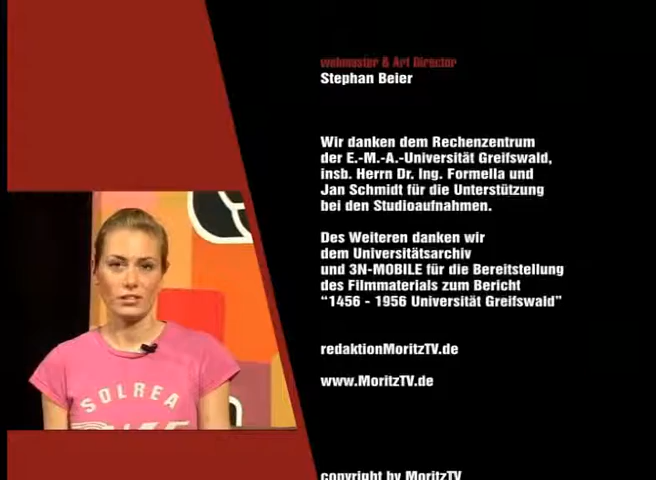 webmaster & Art Director
Stephan Beier
Wir danken dem Rechenzentrum
der E.-M.-A.-Universität Greifswald,
insb. Herrn Dr. Ing. Formella und
Jan Schmidt für die Unterstützung
bei den Studioaufnahmen.
Des Weiteren danken wir
dem Universitätsarchiv
und 3N-MOBILE für die Bereitstellung
des Filmmaterials zum Bericht
"1456 - 1956 Universität Greifswald"
redaktionMoritzTV.de
www.MoritzTV.de
SOLREA
copyright by MoritzTV